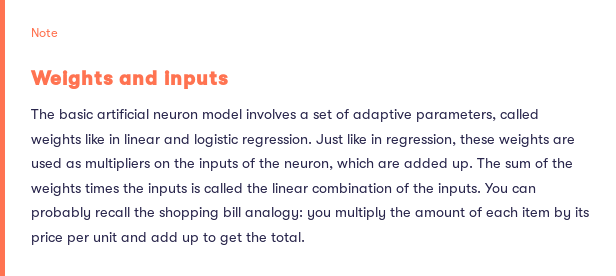 Note
Weights and inputs
The basic artificial neuron model involves a set of adaptive parameters, called
weights like in linear and logistic regression. Just like in regression, these weights are
used as multipliers on the inputs of the neuron, which are added up. The sum of the
weights times the inputs is called the linear combination of the inputs. You can
probably recall the shopping bill analogy: you multiply the amount of each item by its
price per unit and add up to get the total.